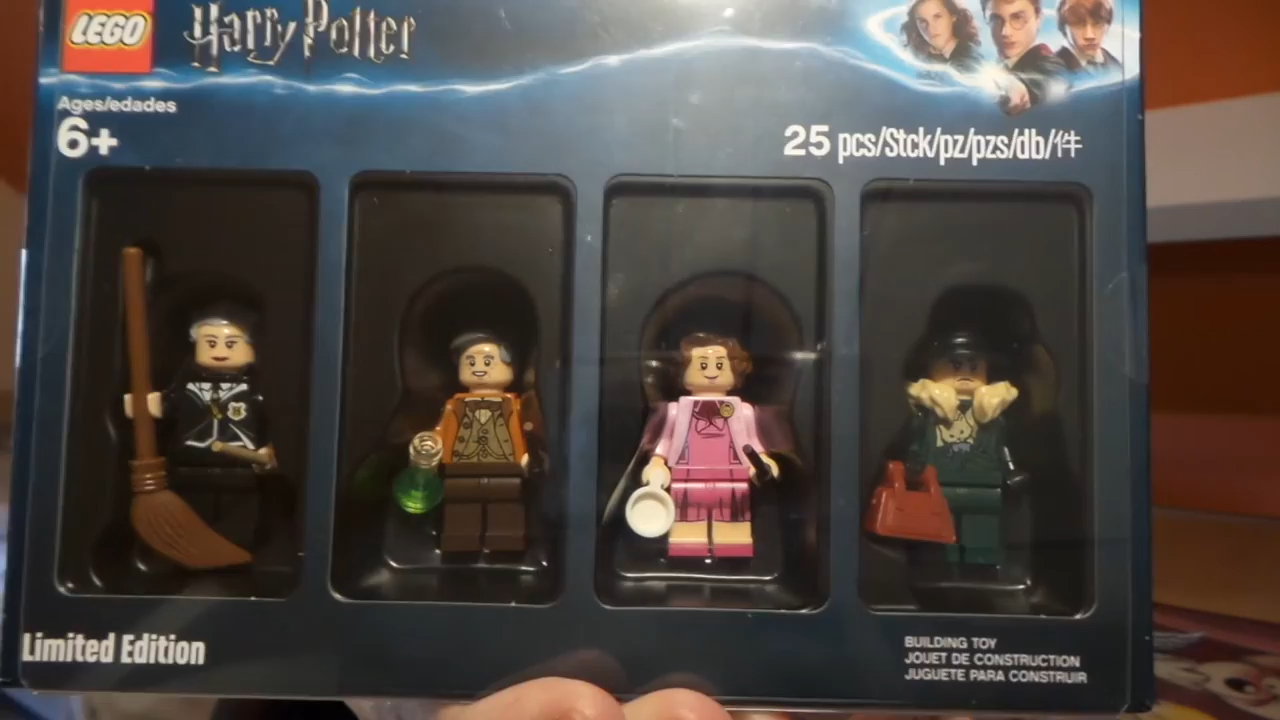 LEGO
Harry Potter
Ages/edades
6+
25 pcs/Stck/pz/pzs/db/件
Limited Edition
BUILDING TOY
JOUET DE CONSTRUCTION
JUGUETE PARA CONSTRUIR